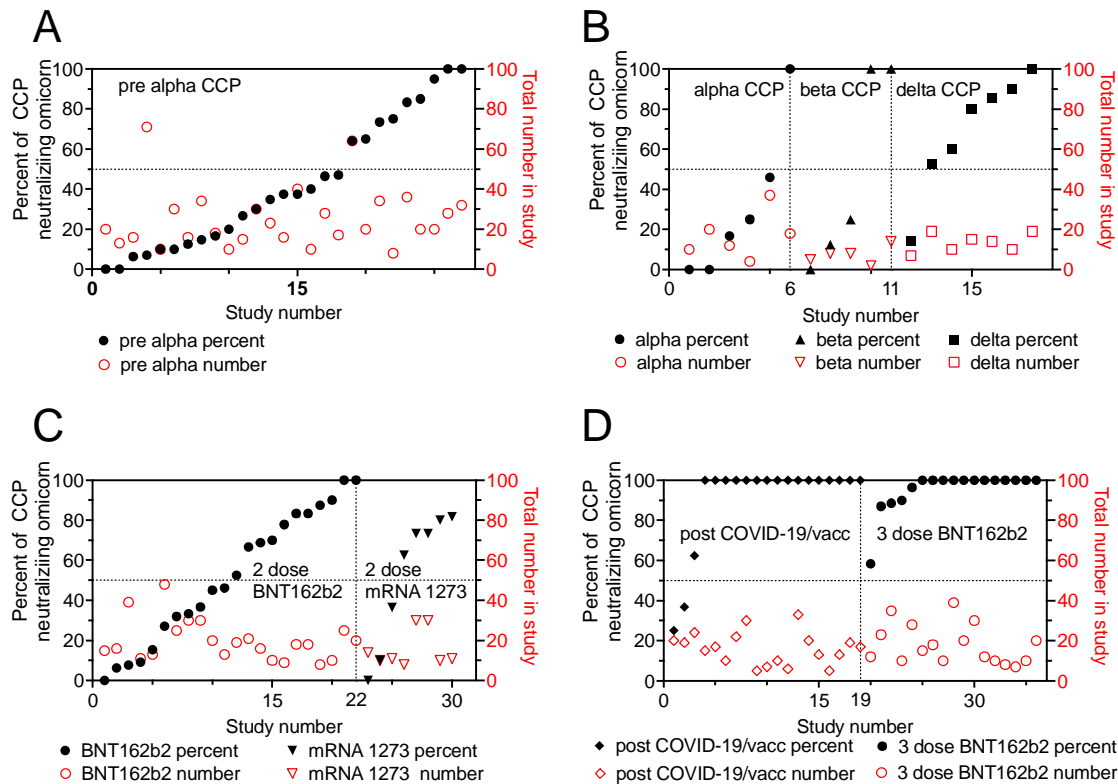 A
Percent of CCP
neutraliziing omicorn
100
80
60
40
20
0
pre alpha CCP
100
80
60
40
20
0
Total number in study
0
15
Study number
pre alpha percent
pre alpha number
B
Percent of CCP
neutraliziing omicorn
100
80
60
40
20
0
alpha CCP
beta CCP
delta CCP
100
80
60
40
20
0
Total number in study
1
6
11
15
Study number
alpha percent
beta percent
delta percent
alpha number
beta number
delta number
C
Percent of CCP
neutraliziing omicorn
100
80
60
40
20
0
2 dose
BNT162b2
2 dose
mRNA 1273
100
80
60
40
20
0
Total number in study
0
15
22
30
Study number
BNT162b2 percent
mRNA 1273 percent
BNT162b2 number
mRNA 1273 number
D
Percent of CCP
neutraliziing omicorn
100
80
60
40
20
0
post COVID-19/vacc
3 dose BNT162b2
100
80
60
40
20
0
Total number in study
0
15
19
30
Study number
post COVID-19/vacc percent
3 dose BNT162b2 percent
post COVID-19/vacc number
3 dose BNT162b2 number